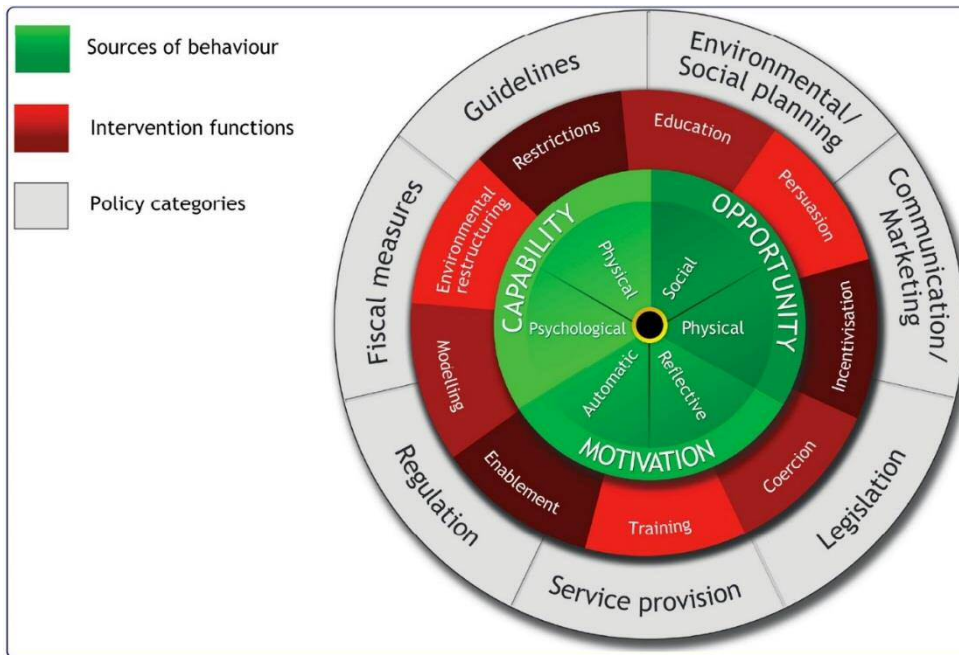 Sources of behaviour
Intervention functions
Policy categories
Guidelines
Environmental/
Social planning
Communication/
Marketing
Legislation
Service provision
Regulation
Fiscal measures
Restrictions
Education
Persuasion
Incentivisation
Coercion
Training
Enablement
Modelling
Environmental
restructuring
CAPABILITY
OPPORTUNITY
MOTIVATION
Physical
Social
Physical
Reflective
Automatic
Psychological